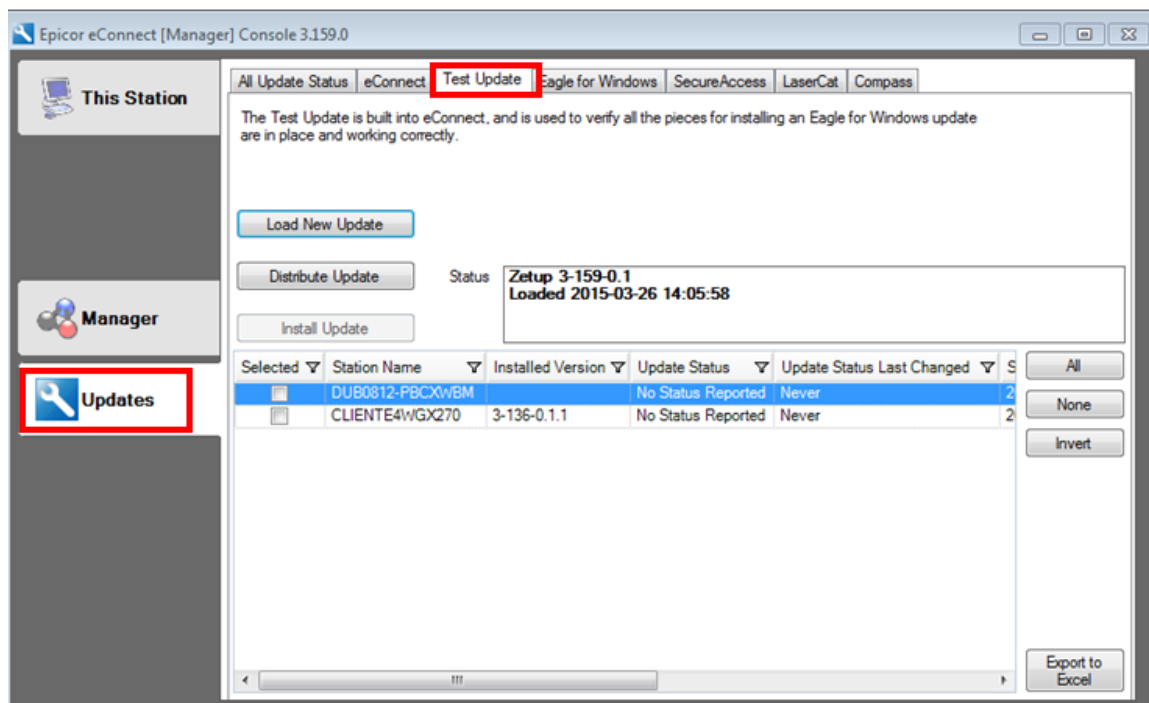 Epicor eConnect [Manager] Console 3.159.0
This Station
Manager
Updates
All Update Status eConnect Test Update Eagle for Windows SecureAccess LaserCat Compass
The Test Update is built into eConnect, and is used to verify all the pieces for installing an Eagle for Windows update
are in place and working correctly.
Load New Update
Distribute Update
Install Update
Status
Zetup 3-159-0.1
Loaded 2015-03-26 14:05:58
Selected Station Name Installed Version Update Status Update Status Last Changed S
DUB0812-PBCXWBM No Status Reported Never 2
CLIENTE4WGX270 3-136-0.1.1 No Status Reported Never 2
All
None
Invert
Export to
Excel